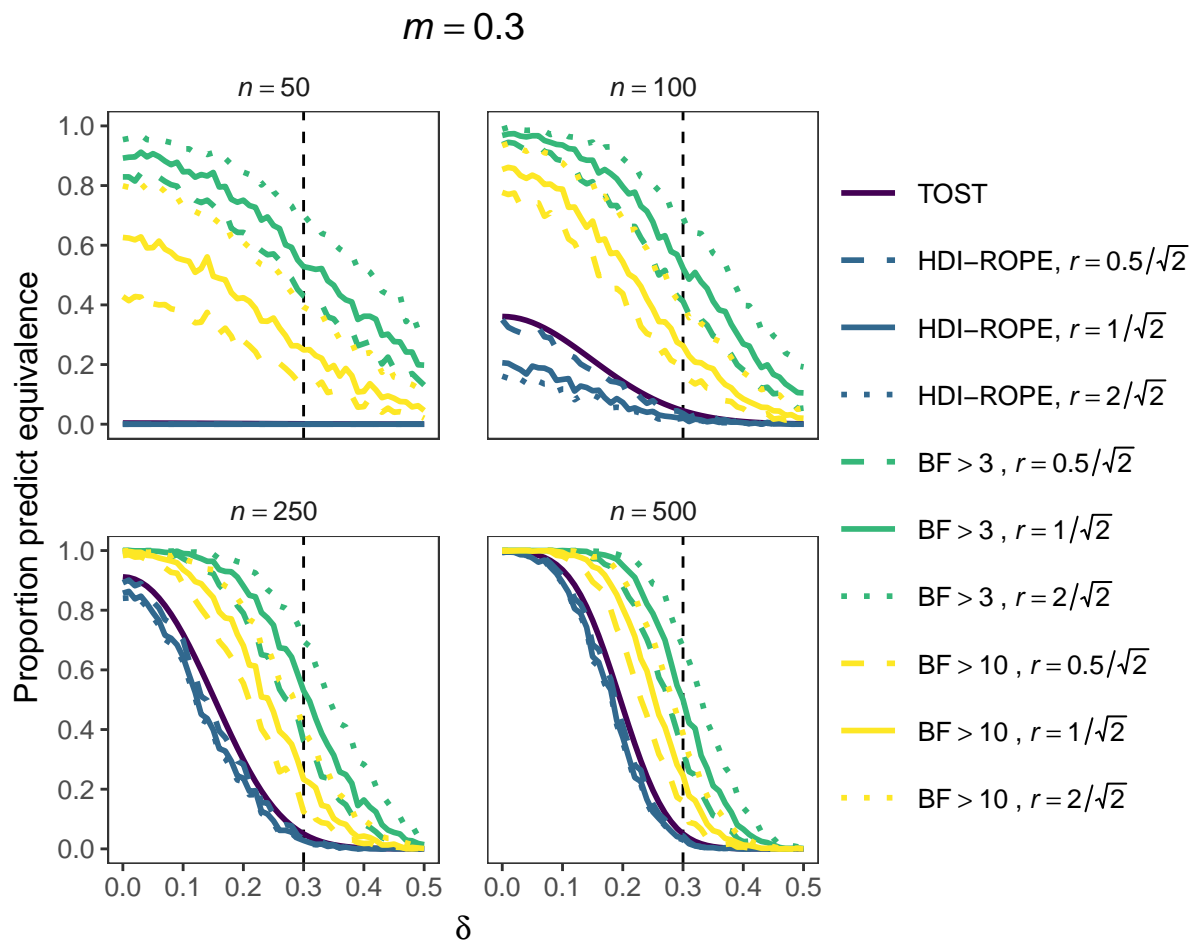 m = 0.3
n = 50
n = 100
1.0
0.8
0.6
0.4
0.2
0.0
n = 250
n = 500
1.0
0.8
0.6
0.4
0.2
0.0
0.0 0.1 0.2 0.3 0.4 0.5
0.0 0.1 0.2 0.3 0.4 0.5
δ
Proportion predict equivalence
TOST
HDI−ROPE, r = 0.5/√2
HDI−ROPE, r = 1/√2
HDI−ROPE, r = 2/√2
BF > 3 , r = 0.5/√2
BF > 3 , r = 1/√2
BF > 3 , r = 2/√2
BF > 10 , r = 0.5/√2
BF > 10 , r = 1/√2
BF > 10 , r = 2/√2